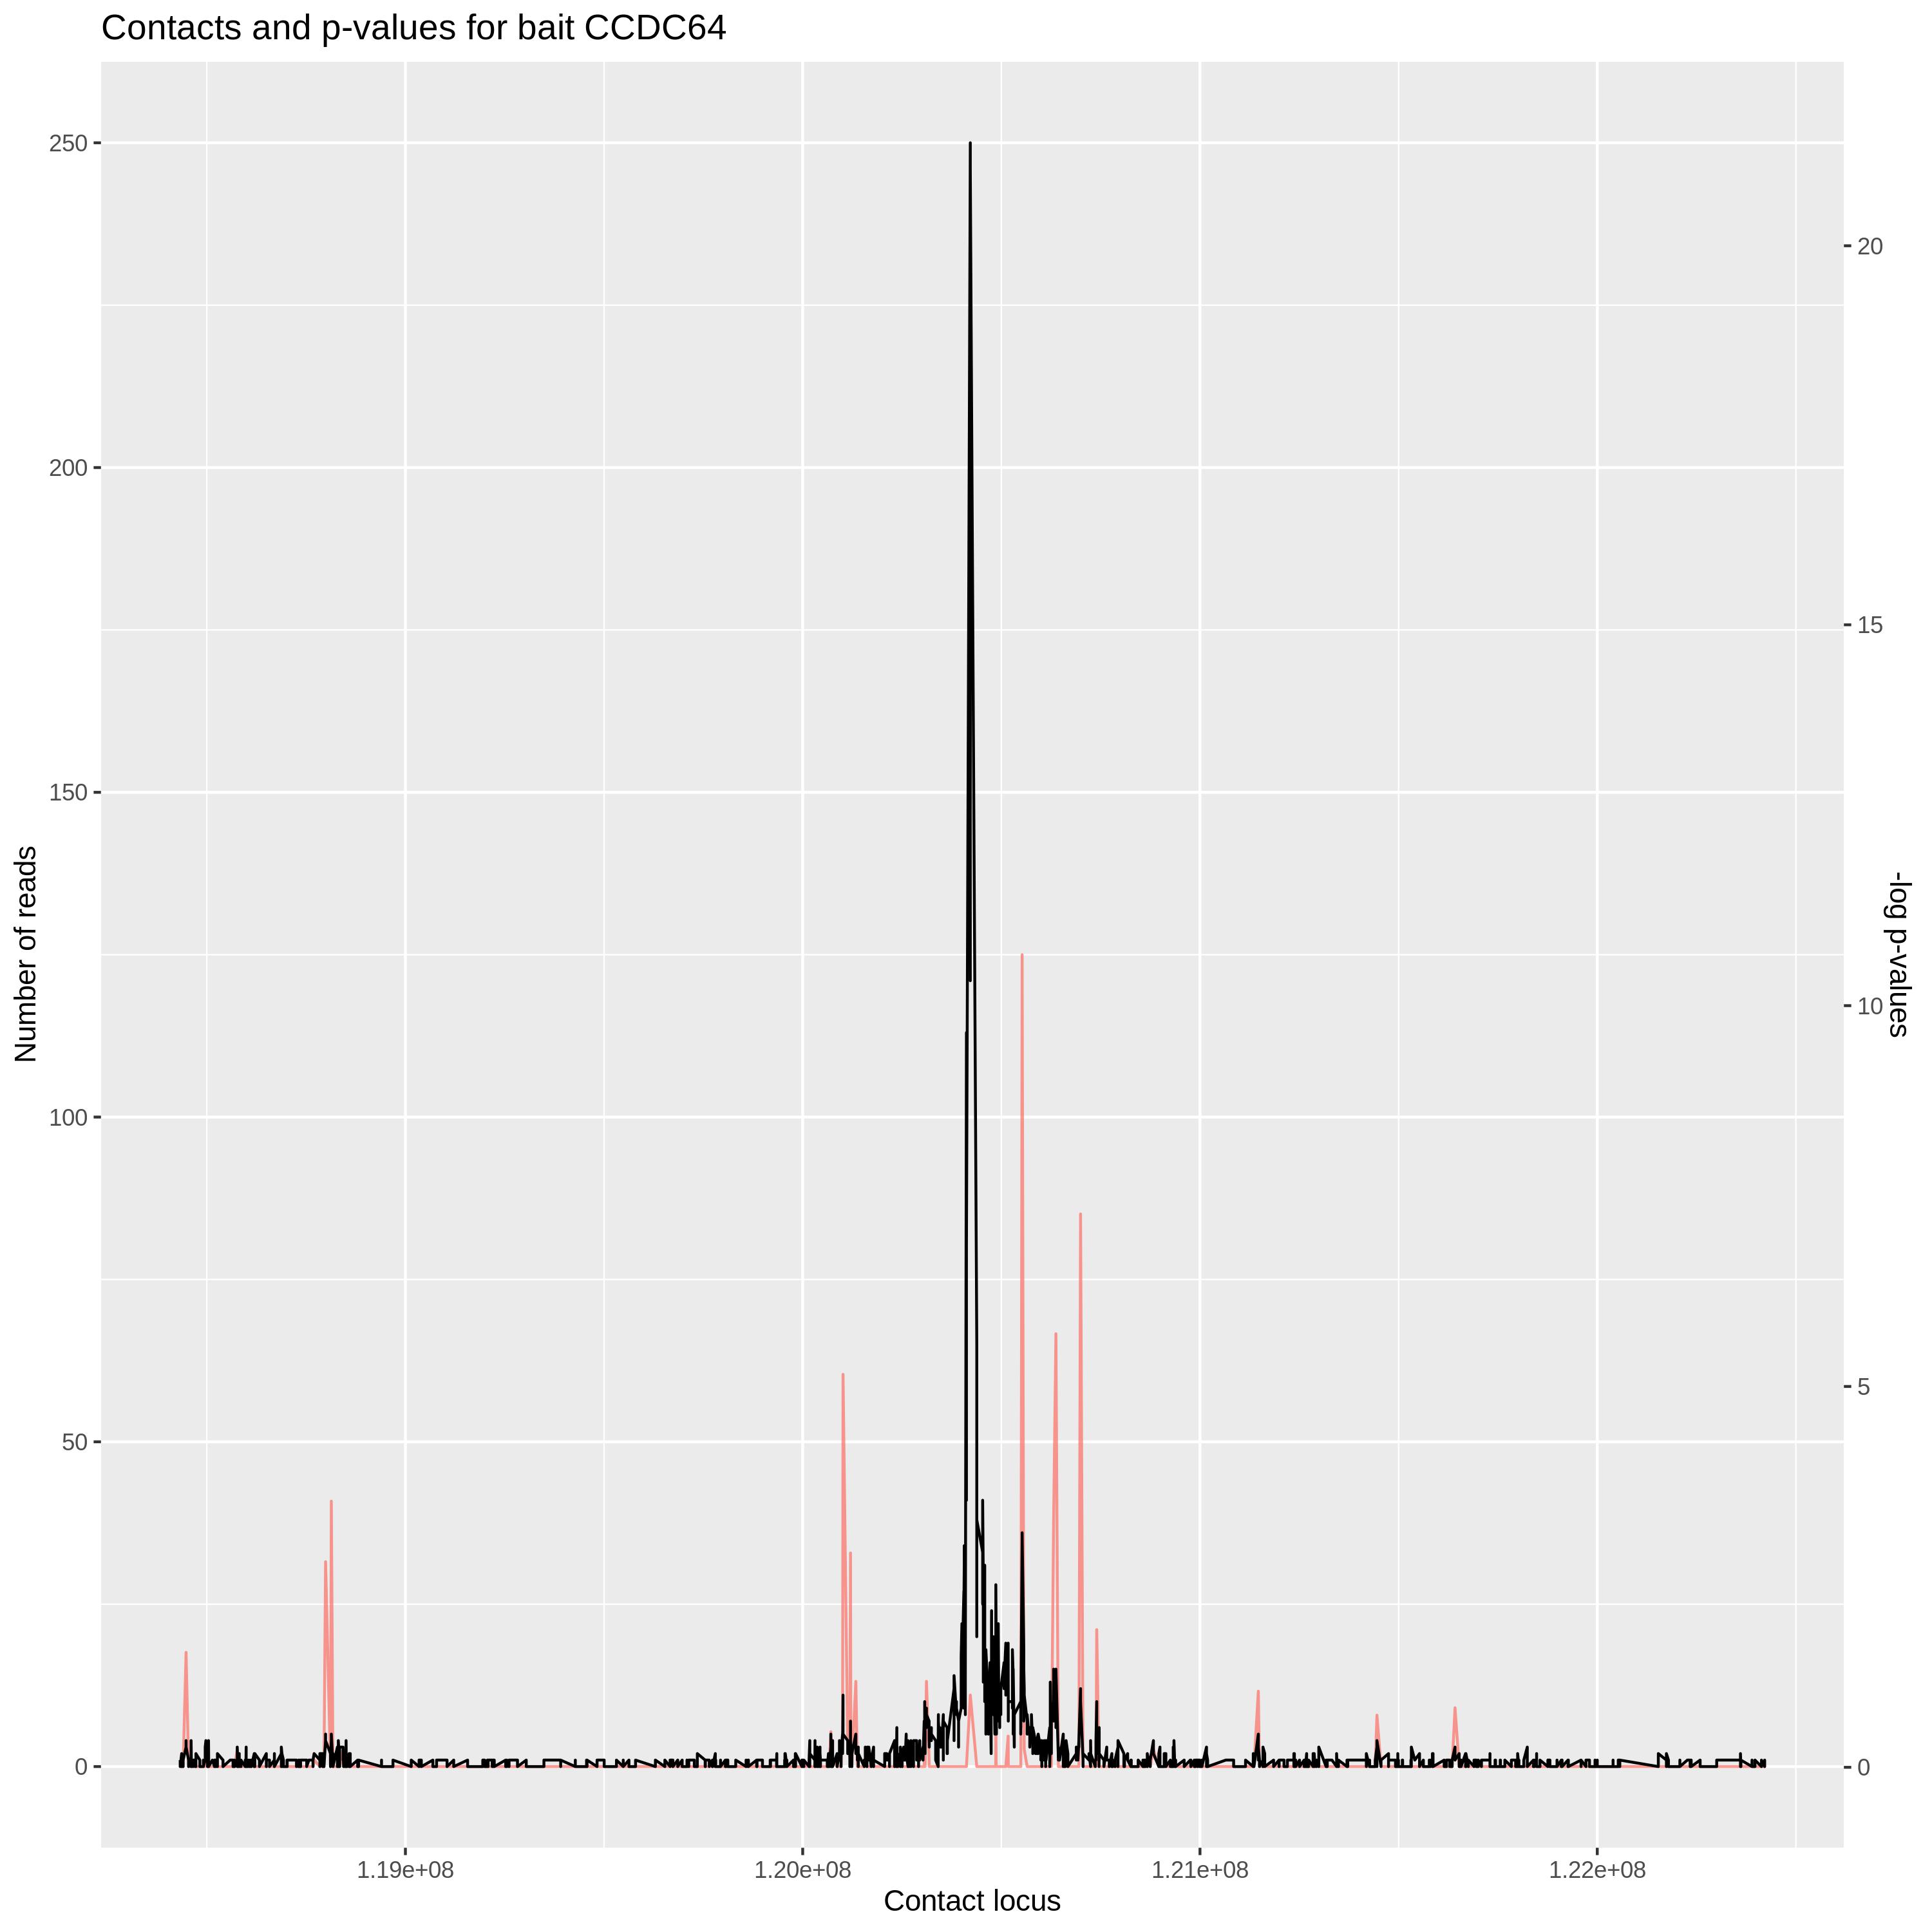 Contacts and p-values for bait CCDC64
250
200
150
100
50
0
Number of reads
20
15
10
5
0
-log p-values
1.19e+08
1.20e+08
1.21e+08
1.22e+08
Contact locus